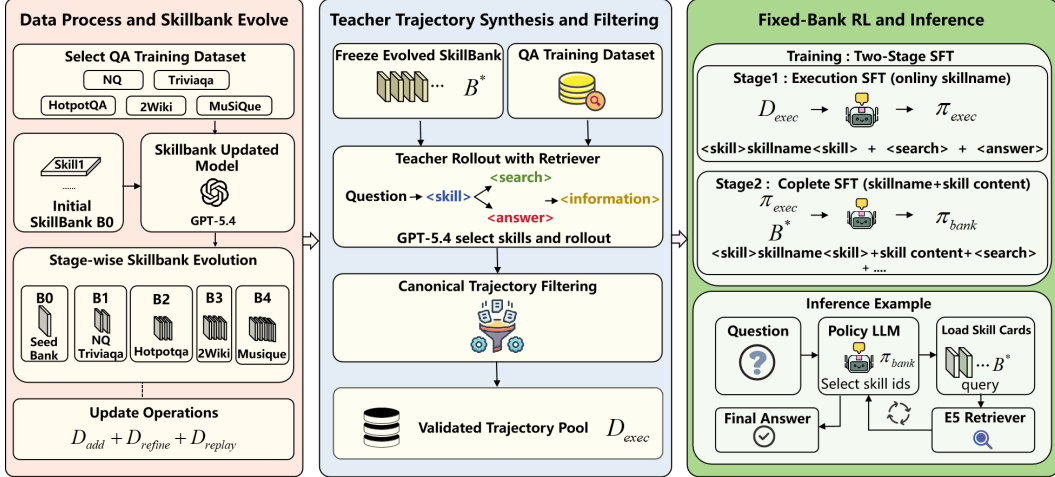 Data Process and Skillbank Evolve
Select QA Training Dataset
NQ
Triviaqa
HotpotQA
2Wiki
MuSiQue
Skill1
......
Initial
SkillBank B0
Skillbank Updated
Model
GPT-5.4
Stage-wise Skillbank Evolution
B0
Seed
Bank
B1
NQ
Triviaqa
B2
Hotpotqa
B3
2Wiki
B4
Musique
Update Operations
D_add + D_refine + D_replay
Teacher Trajectory Synthesis and Filtering
Freeze Evolved SkillBank
... B*
QA Training Dataset
Teacher Rollout with Retriever
<search>
Question <skill> <information>
<answer>
GPT-5.4 select skills and rollout
Canonical Trajectory Filtering
Validated Trajectory Pool D_exec
Fixed-Bank RL and Inference
Training : Two-Stage SFT
Stage1 : Execution SFT (onliny skillname)
D_exec π_exec
<skill>skillname<skill> + <search> + <answer>
Stage2 : Coplete SFT (skillname+skill content)
π_exec
B*
π_bank
<skill>skillname<skill>+skill content+<search>
+ ....
Inference Example
Question
?
Policy LLM
π_bank
Select skill ids
Load Skill Cards
... B*
query
Final Answer
E5 Retriever